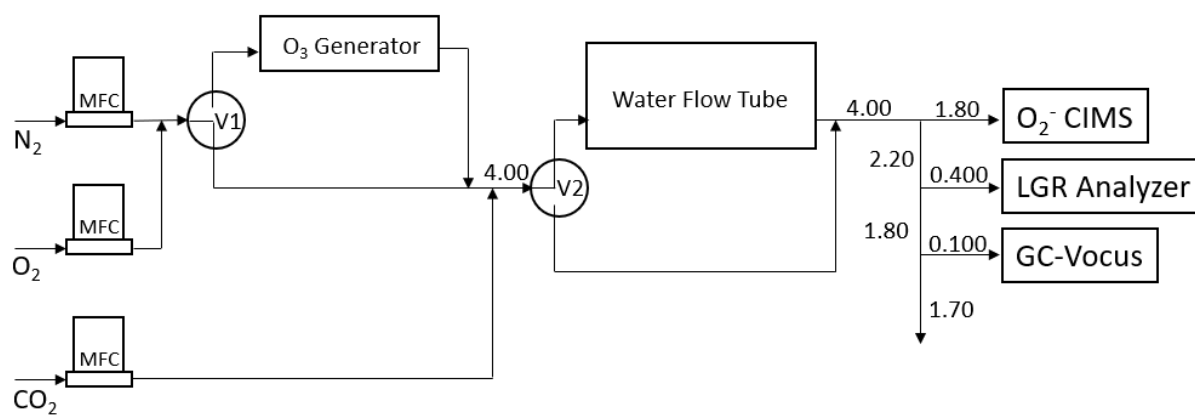 O₃ Generator
MFC
N₂
V1
Water Flow Tube
4.00
1.80
O₂⁻ CIMS
2.20
4.00
V2
0.400
LGR Analyzer
MFC
O₂
1.80
0.100
GC-Vocus
1.70
MFC
CO₂